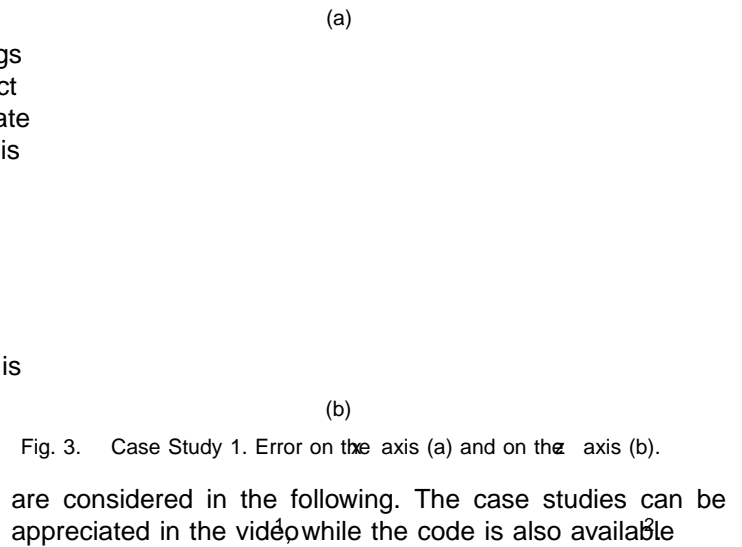 (a)
gs
ct
ate
is
is
(b)
Fig. 3. Case Study 1. Error on the x axis (a) and on the z axis (b).
are considered in the following. The case studies can be
appreciated in the video1, while the code is also available2